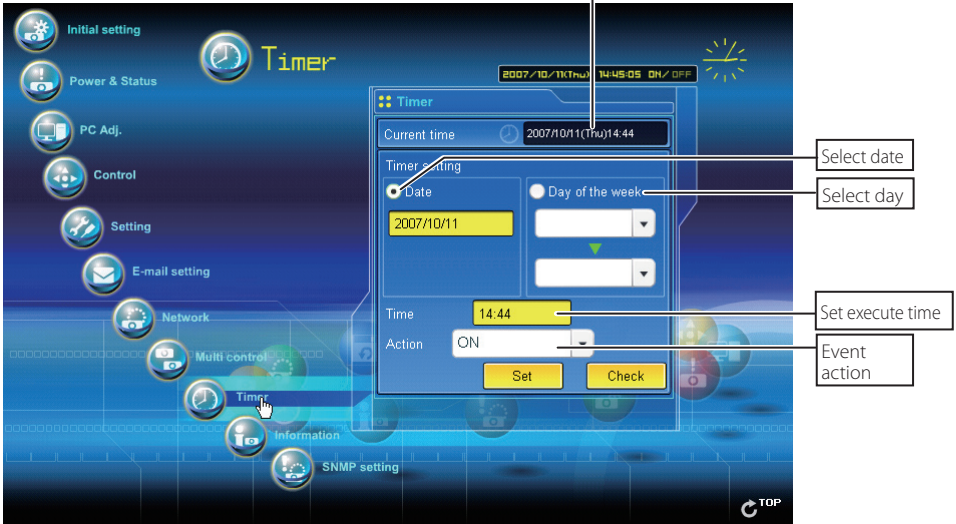 Initial setting
Power & Status
PC Adj.
Control
Setting
E-mail setting
Network
Multi control
Timer
Information
SNMP setting
Timer
2007/10/11(Thu) 14:45:05 ON/OFF
Timer
Current time
2007/10/11(Thu)14:44
Timer setting
Date
Day of the week
2007/10/11
Time
14:44
Action
ON
Set
Check
Select date
Select day
Set execute time
Event
action
TOP